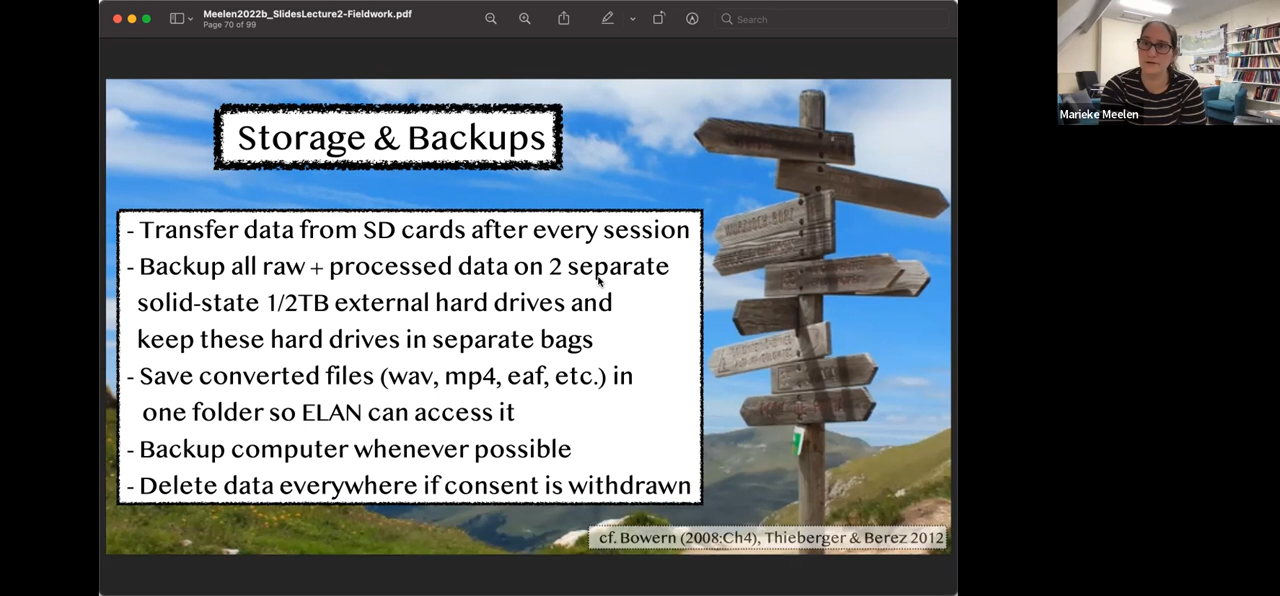 Meelen2022b_SlidesLecture2-Fieldwork.pdf
Page 70 of 99
Search
Marieke Meelen
Storage & Backups
- Transfer data from SD cards after every session
- Backup all raw + processed data on 2 separate
solid-state 1/2TB external hard drives and
keep these hard drives in separate bags
- Save converted files (wav, mp4, eaf, etc.) in
one folder so ELAN can access it
- Backup computer whenever possible
- Delete data everywhere if consent is withdrawn
cf. Bowern (2008:Ch4), Thieberger & Berez 2012